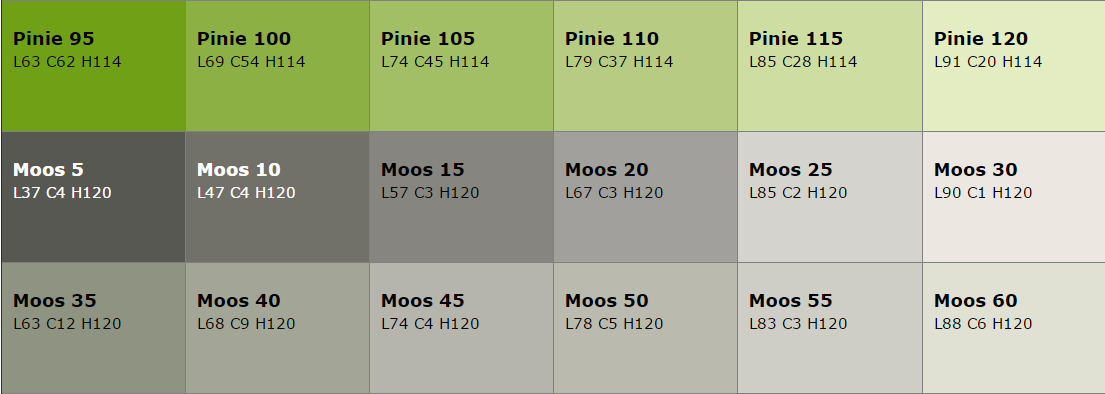 Pinie 95
L63 C62 H114
Pinie 100
L69 C54 H114
Pinie 105
L74 C45 H114
Pinie 110
L79 C37 H114
Pinie 115
L85 C28 H114
Pinie 120
L91 C20 H114
Moos 5
L37 C4 H120
Moos 10
L47 C4 H120
Moos 15
L57 C3 H120
Moos 20
L67 C3 H120
Moos 25
L85 C2 H120
Moos 30
L90 C1 H120
Moos 35
L63 C12 H120
Moos 40
L68 C9 H120
Moos 45
L74 C4 H120
Moos 50
L78 C5 H120
Moos 55
L83 C3 H120
Moos 60
L88 C6 H120